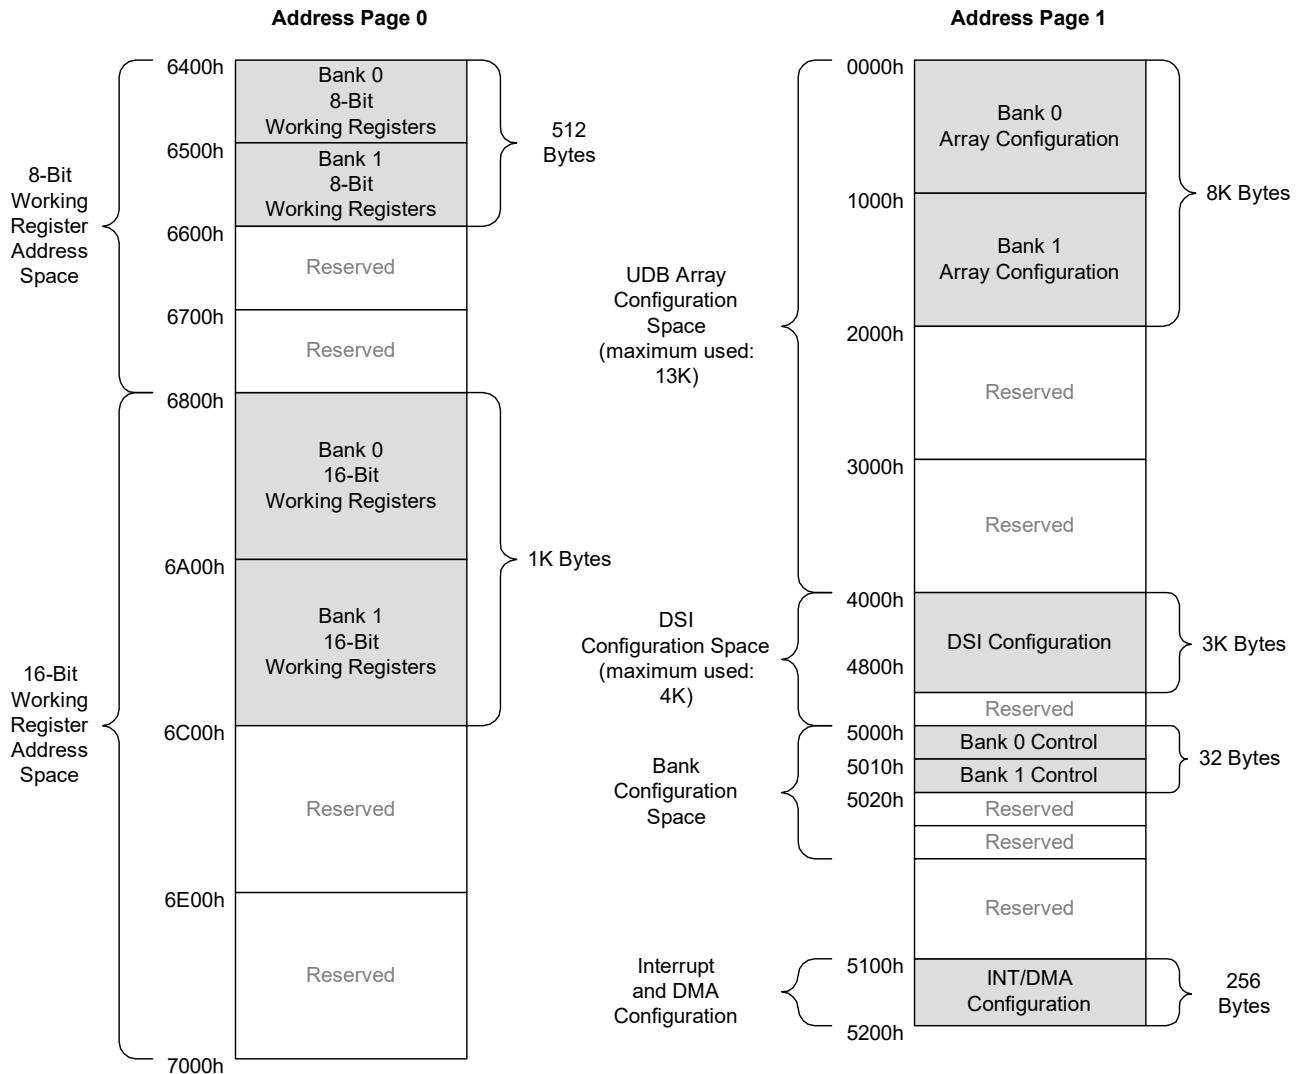 Address Page 0
6400h
Bank 0
8-Bit
Working Registers
6500h
Bank 1
8-Bit
Working Registers
512
Bytes
8-Bit
Working
Register
Address
Space
6600h
Reserved
6700h
Reserved
6800h
Bank 0
16-Bit
Working Registers
6A00h
1K Bytes
Bank 1
16-Bit
Working Registers
16-Bit
Working
Register
Address
Space
6C00h
Reserved
6E00h
Reserved
7000h
Address Page 1
0000h
Bank 0
Array Configuration
8K Bytes
1000h
Bank 1
Array Configuration
UDB Array
Configuration
Space
(maximum used:
13K)
2000h
Reserved
3000h
Reserved
4000h
DSI Configuration
3K Bytes
DSI
Configuration Space
(maximum used:
4K)
4800h
Reserved
5000h
Bank 0 Control
32 Bytes
5010h
Bank 1 Control
Bank
Configuration
Space
5020h
Reserved
Reserved
Reserved
5100h
INT/DMA
Configuration
Interrupt
and DMA
Configuration
256
Bytes
5200h